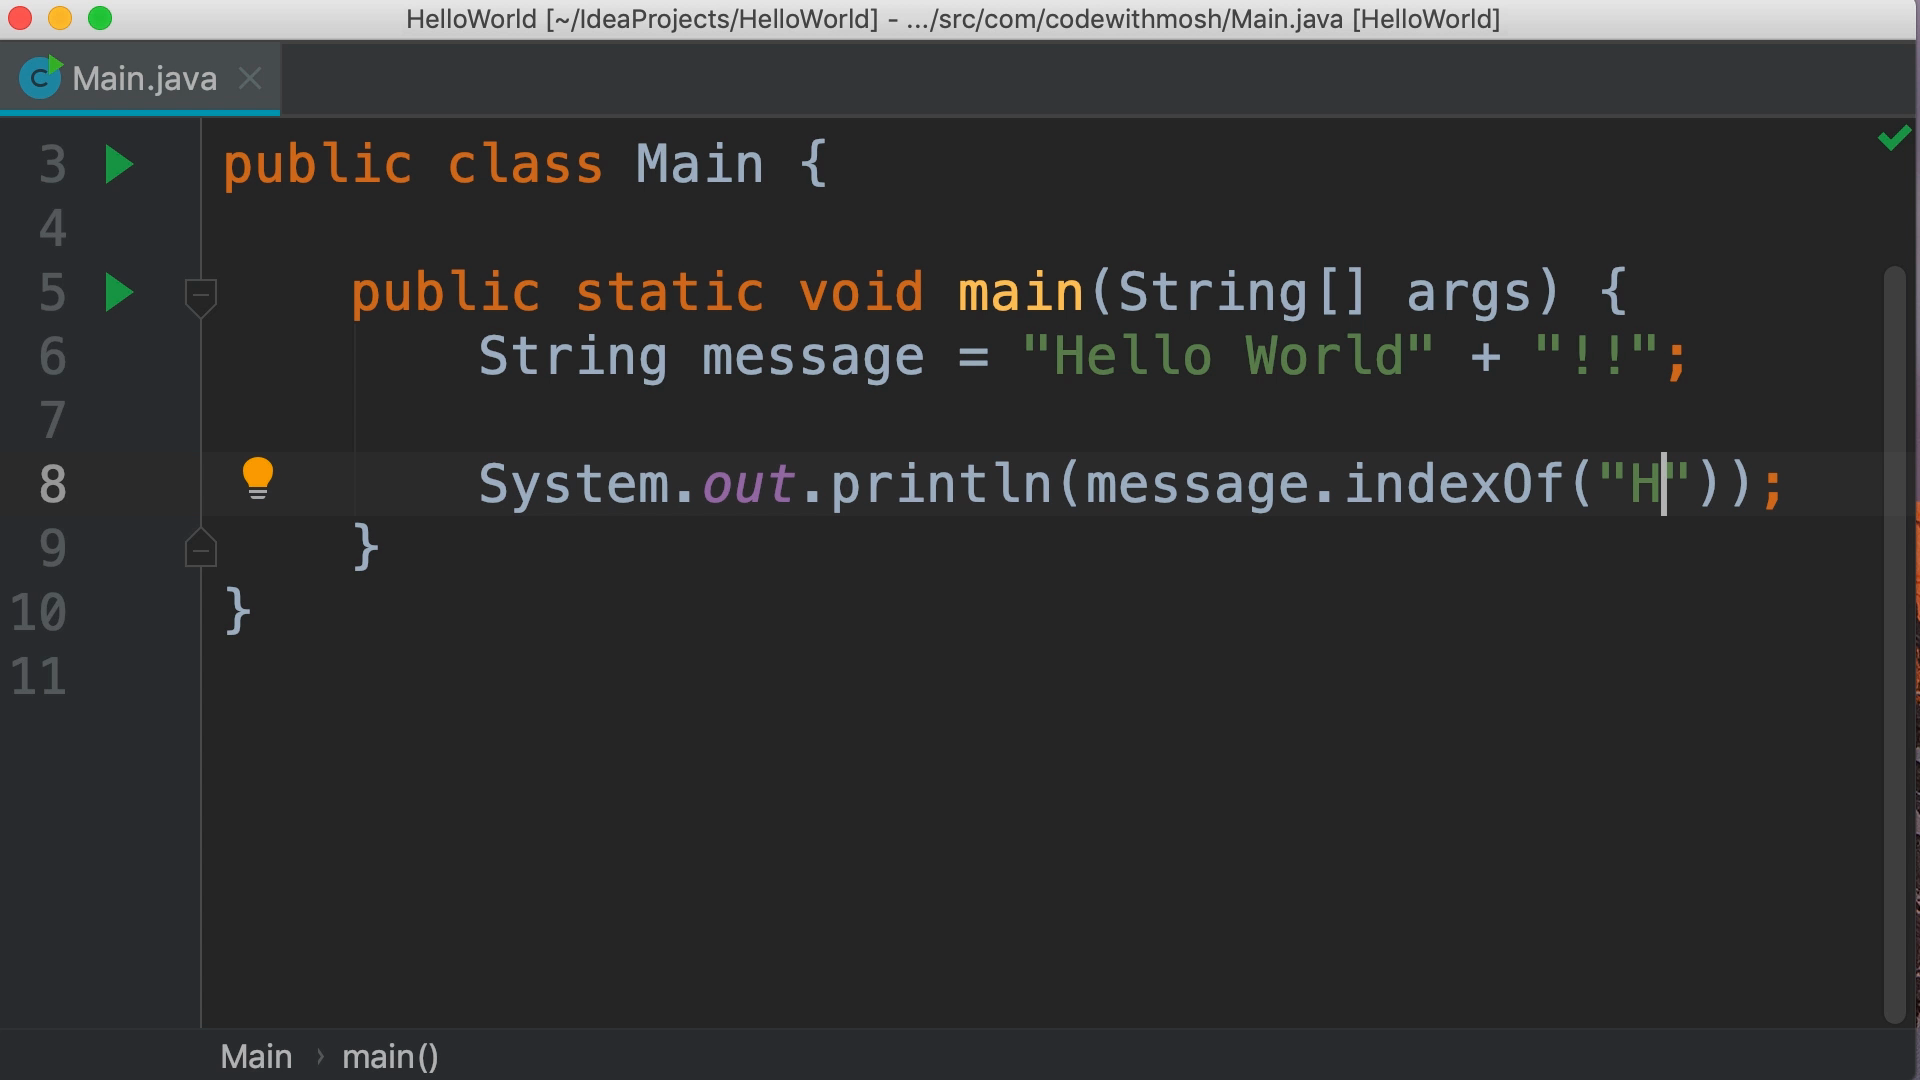 HelloWorld [~/IdeaProjects/HelloWorld] - .../src/com/codewithmosh/Main.java [HelloWorld]
C Main.java
3 public class Main {
4
5 public static void main(String[] args) {
6 String message = "Hello World" + "!!";
7
8 System.out.println(message.indexOf("H"));
9 }
10 }
11
Main › main()